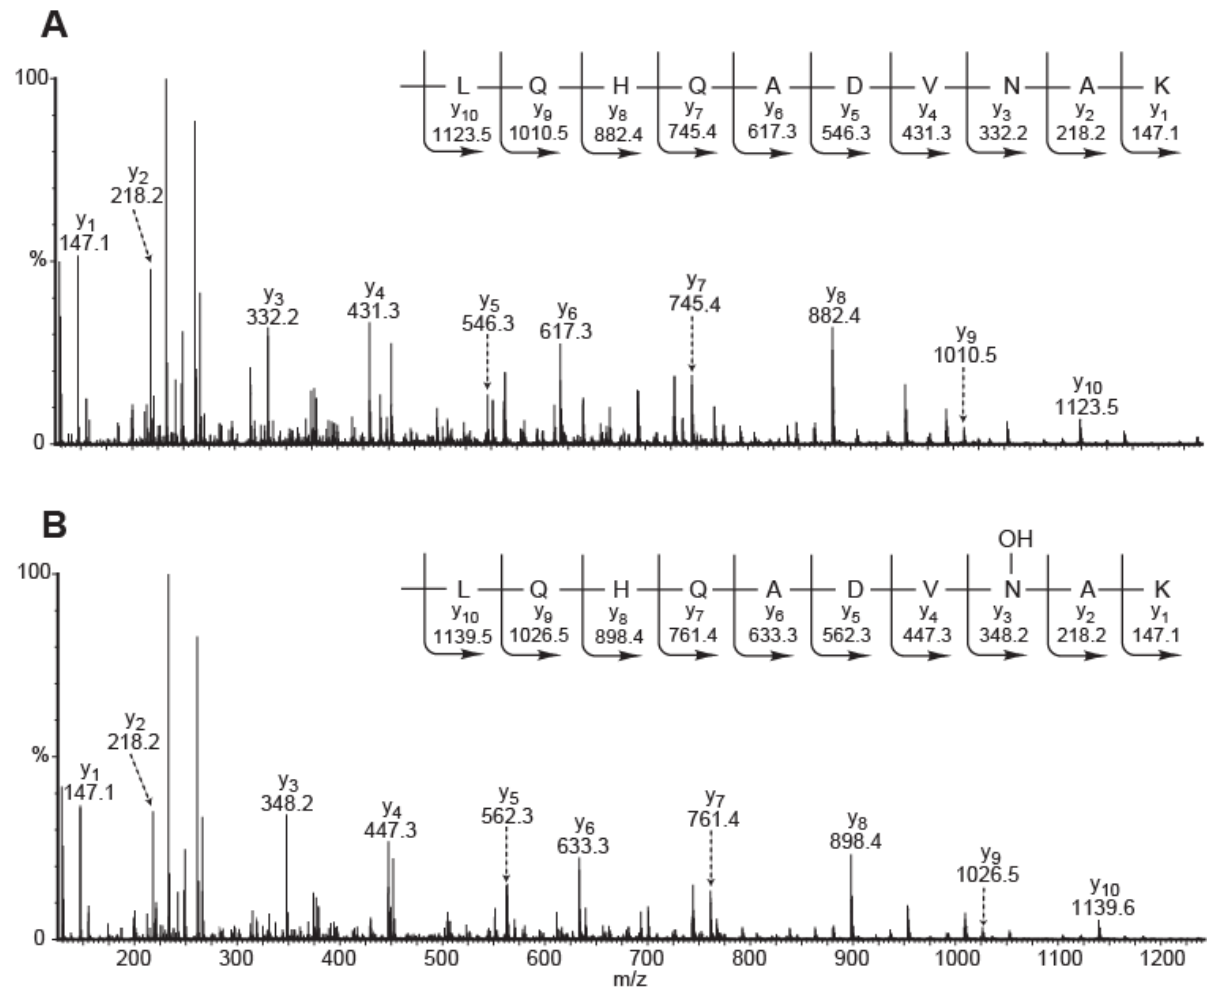 A
L Q H Q A D V N A K
y10 y9 y8 y7 y6 y5 y4 y3 y2 y1
1123.5 1010.5 882.4 745.4 617.3 546.3 431.3 332.2 218.2 147.1
100
%
0
y1
147.1
y2
218.2
y3
332.2
y4
431.3
y5
546.3
y6
617.3
y7
745.4
y8
882.4
y9
1010.5
y10
1123.5
B
OH
L Q H Q A D V N A K
y10 y9 y8 y7 y6 y5 y4 y3 y2 y1
1139.5 1026.5 898.4 761.4 633.3 562.3 447.3 348.2 218.2 147.1
100
%
0
y1
147.1
y2
218.2
y3
348.2
y4
447.3
y5
562.3
y6
633.3
y7
761.4
y8
898.4
y9
1026.5
y10
1139.6
200 300 400 500 600 700 800 900 1000 1100 1200
m/z